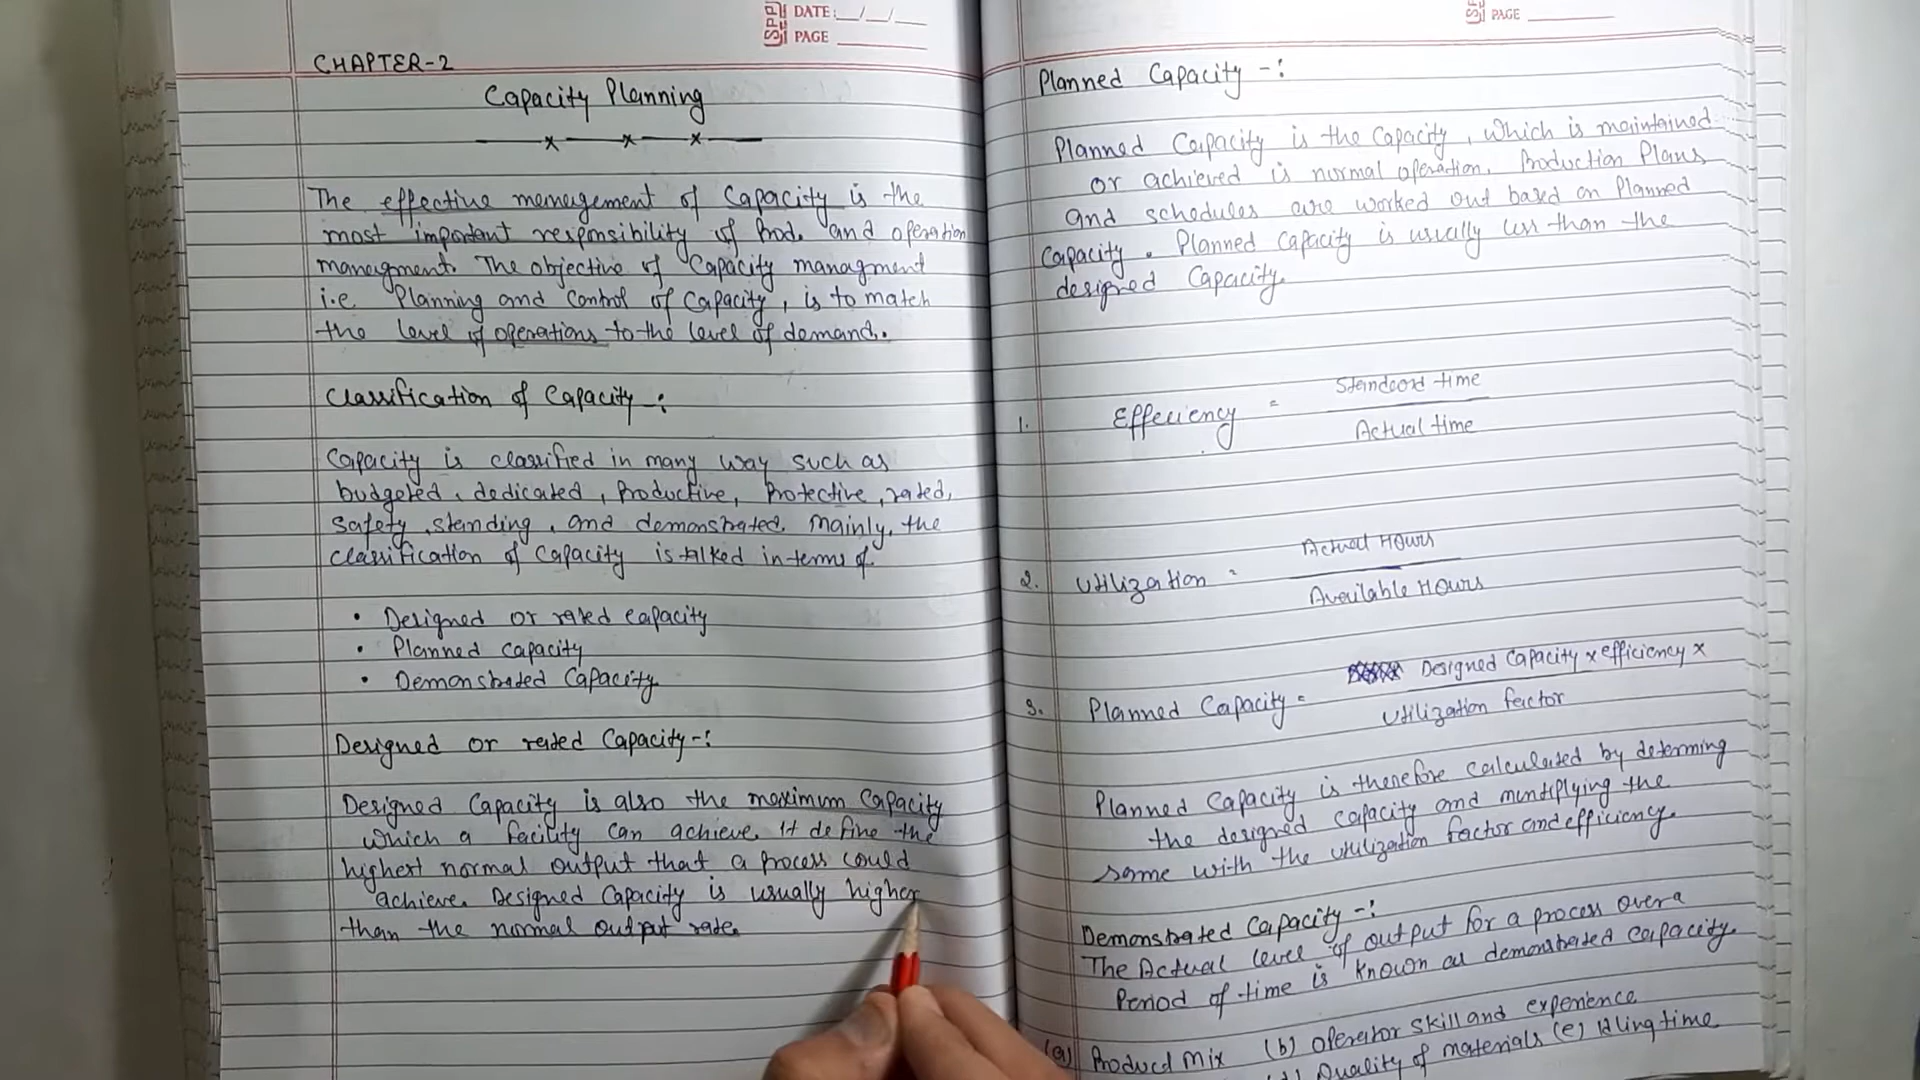 SPP DATE:__/__/___
PAGE
CHAPTER-2
Capacity Planning
The effective menegement of Capacity is the
most important responsibility of Prod. and operation
managment. The objective of Capacity managment
i.e Planning and Control of Capacity, is to match
the level of operations to the level of demand.
Classification of Capacity-:
Capacity is classified in many way such as
budgeted, dedicated, Productive, Protective, rated,
safety, standing, and demonstrated. Mainly, the
classification of Capacity is talked in terms of
• Designed or rated capacity
• Planned Capacity
• Demonstrated Capacity
Designed or rated Capacity-:
Designed Capacity is also the maximum Capacity
which a facility can achieve. It define the
highest normal output that a process could
achieve. Designed Capacity is usually higher
than the normal output rate.
PAGE
Planned Capacity-:
Planned Capacity is the Capacity, which is maintained
or achieved is normal operation. Production Plans
and schedules are worked out based on Planned
Capacity. Planned Capacity is usually less than the
designed Capacity.
1. Effeciency = Standard time
Actual time
2. Utilization = Actual Hours
Available Hours
3. Planned Capacity = Designed Capacity x efficiency x
Utilization factor
Planned Capacity is therefore calculated by determing
the designed capacity and multiplying the
same with the utilization factor and efficiency.
Demonstrated Capacity-:
The Actual level of output for a process over a
Period of time is known as demonstrated capacity.
(a) Product mix (b) operator skill and experience
Quality of materials (e) Idling time